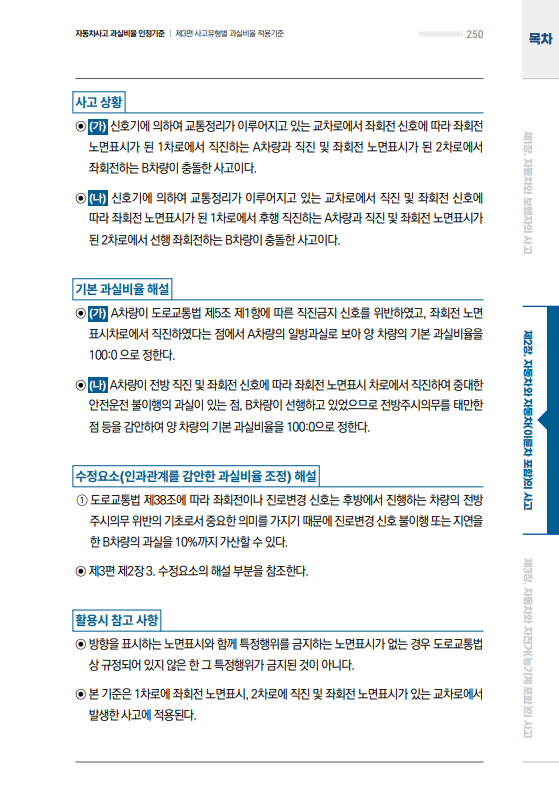 자동차사고 과실비율 인정기준 | 제3편 사고유형별 과실비율 적용기준
250
목차
사고 상황
◉ (가) 신호기에 의하여 교통정리가 이루어지고 있는 교차로에서 좌회전 신호에 따라 좌회전
노면표시가 된 1차로에서 직진하는 A차량과 직진 및 좌회전 노면표시가 된 2차로에서
좌회전하는 B차량이 충돌한 사고이다.
◉ (나) 신호기에 의하여 교통정리가 이루어지고 있는 교차로에서 직진 및 좌회전 신호에
따라 좌회전 노면표시가 된 1차로에서 후행 직진하는 A차량과 직진 및 좌회전 노면표시가
된 2차로에서 선행 좌회전하는 B차량이 충돌한 사고이다.
기본 과실비율 해설
◉ (가) A차량이 도로교통법 제5조 제1항에 따른 직진금지 신호를 위반하였고, 좌회전 노면
표시차로에서 직진하였다는 점에서 A차량의 일방과실로 보아 양 차량의 기본 과실비율을
100:0 으로 정한다.
◉ (나) A차량이 전방 직진 및 좌회전 신호에 따라 좌회전 노면표시 차로에서 직진하여 중대한
안전운전 불이행의 과실이 있는 점, B차량이 선행하고 있었으므로 전방주시의무를 태만한
점 등을 감안하여 양 차량의 기본 과실비율을 100:0으로 정한다.
수정요소(인과관계를 감안한 과실비율 조정) 해설
① 도로교통법 제38조에 따라 좌회전이나 진로변경 신호는 후방에서 진행하는 차량의 전방
주시의무 위반의 기초로서 중요한 의미를 가지기 때문에 진로변경 신호 불이행 또는 지연을
한 B차량의 과실을 10%까지 가산할 수 있다.
◉ 제3편 제2장 3. 수정요소의 해설 부분을 참조한다.
활용시 참고 사항
◉ 방향을 표시하는 노면표시와 함께 특정행위를 금지하는 노면표시가 없는 경우 도로교통법
상 규정되어 있지 않은 한 그 특정행위가 금지된 것이 아니다.
◉ 본 기준은 1차로에 좌회전 노면표시, 2차로에 직진 및 좌회전 노면표시가 있는 교차로에서
발생한 사고에 적용된다.
제1장. 자동차와 보행자의 사고
제2장. 자동차와 자동차(이륜차 포함)의 사고
제3장. 자동차와 자전거(농기계 포함)의 사고